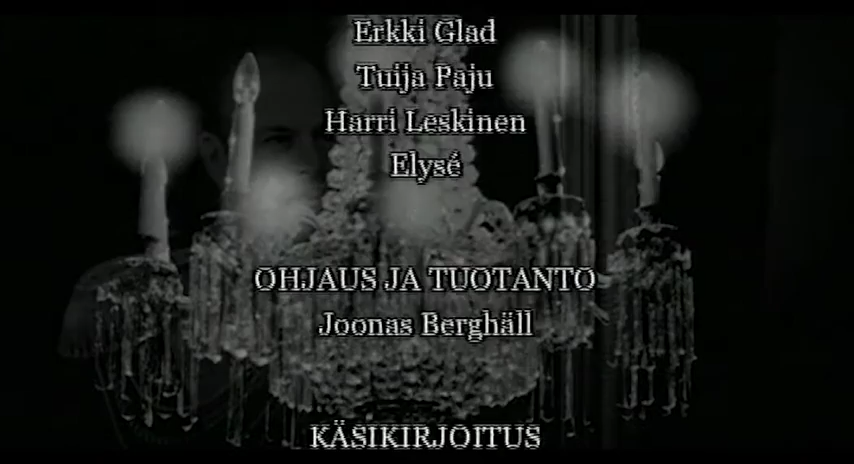 Erkki Glad
Tuija Paju
Harri Leskinen
Elysé
OHJAUS JA TUOTANTO
Joonas Berghäll
KÄSIKIRJOITUS